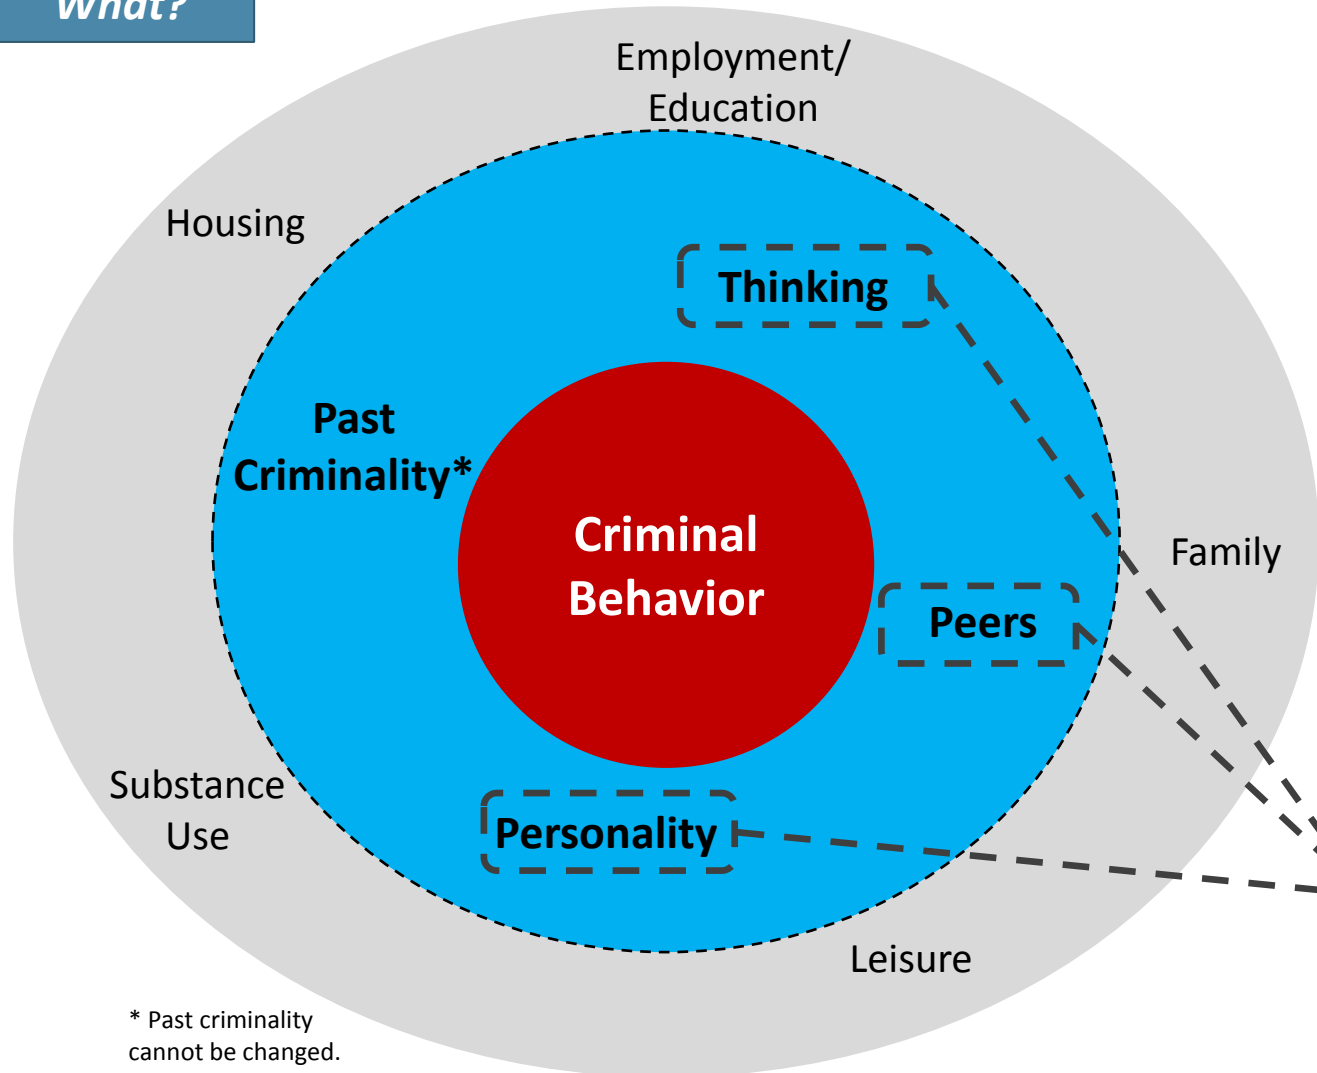 What?
Employment/
Education
Housing
Thinking
Past
Criminality*
Criminal
Behavior
Family
Peers
Substance
Use
Personality
Leisure
* Past criminality
cannot be changed.